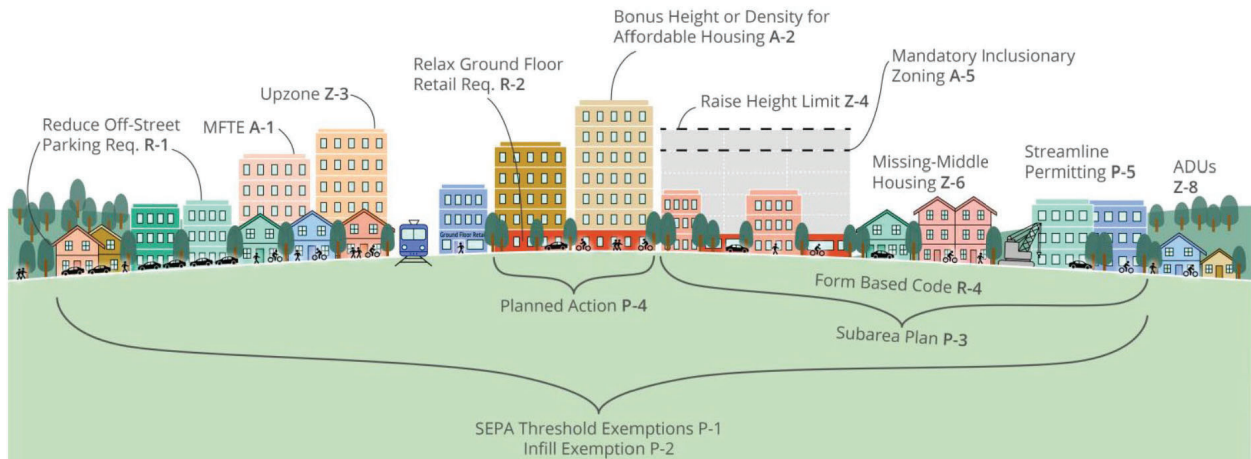 Bonus Height or Density for
Affordable Housing A-2
Relax Ground Floor
Retail Req. R-2
Mandatory Inclusionary
Zoning A-5
Upzone Z-3
Raise Height Limit Z-4
Reduce Off-Street
Parking Req. R-1
MFTE A-1
Missing-Middle
Housing Z-6
Streamline
Permitting P-5
ADUs
Z-8
Ground Floor Retail
Planned Action P-4
Form Based Code R-4
Subarea Plan P-3
SEPA Threshold Exemptions P-1
Infill Exemption P-2